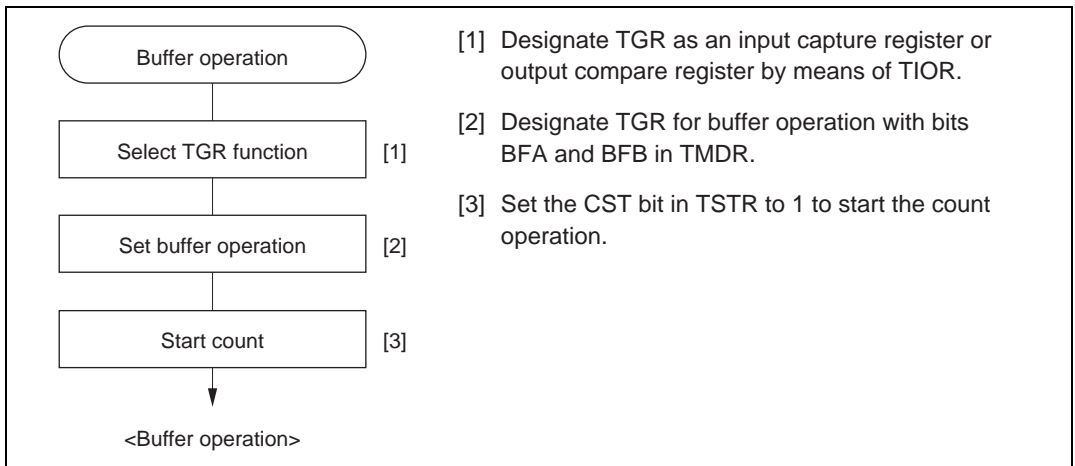 Buffer operation
Select TGR function [1]
Set buffer operation [2]
Start count [3]
<Buffer operation>
[1] Designate TGR as an input capture register or
output compare register by means of TIOR.
[2] Designate TGR for buffer operation with bits
BFA and BFB in TMDR.
[3] Set the CST bit in TSTR to 1 to start the count
operation.